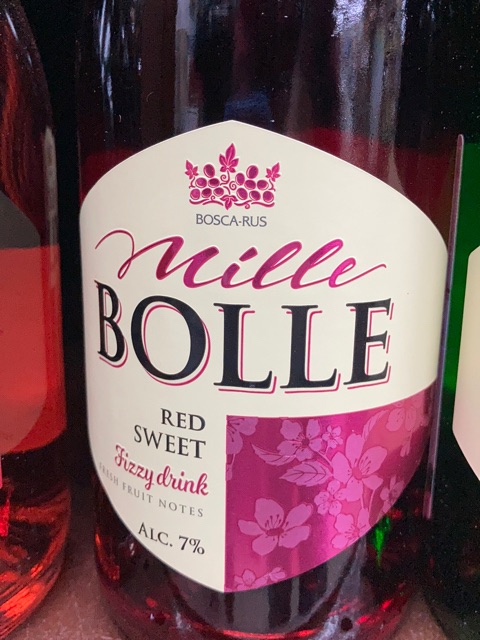 BOSCA-RUS
Mille
BOLLE
RED
SWEET
Fizzy drink
FRESH FRUIT NOTES
ALC. 7%